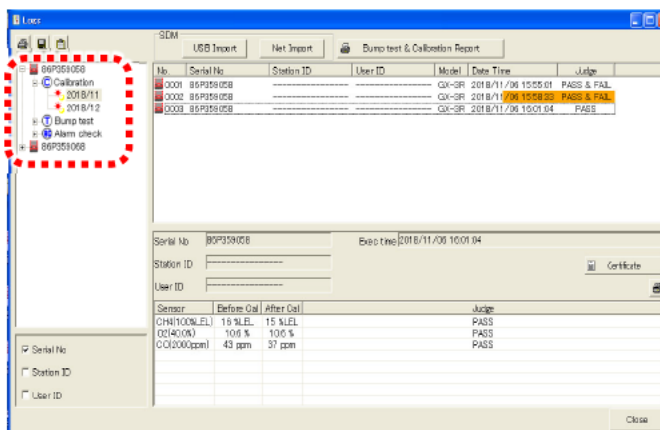 Logs
SDM
USB Import Net Import Bump test & Calibration Report
86P359058
Calibration
2018/11
2018/12
Bump test
Alarm check
86P359068
No. Serial No Station ID User ID Model Date Time Judge
0001 86P359058 ---------------- ---------------- GX-3R 2018/11/06 15:55:01 PASS & FAIL
0002 86P359058 ---------------- ---------------- GX-3R 2018/11/06 15:58:33 PASS & FAIL
0003 86P359058 ---------------- ---------------- GX-3R 2018/11/06 16:01:04 PASS
Serial No 86P359058 Exec time 2018/11/06 16:01:04
Station ID ----------------
Certificate
User ID ----------------
Sensor Before Cal After Cal Judge
CH4(100%LEL) 16 %LEL 15 %LEL PASS
O2(40.0%) 10.6 % 10.6 % PASS
CO(2000ppm) 43 ppm 37 ppm PASS
Serial No
Station ID
User ID
Close